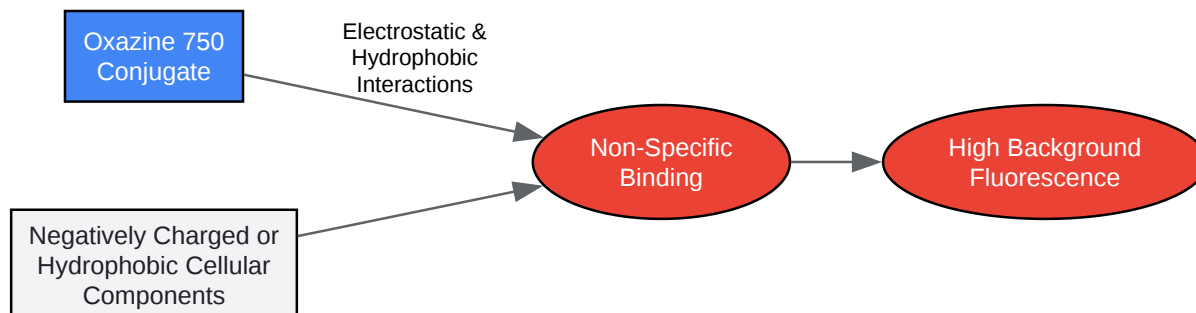 Oxazine 750
Conjugate
Electrostatic &
Hydrophobic
Interactions
Non-Specific
Binding
High Background
Fluorescence
Negatively Charged or
Hydrophobic Cellular
Components